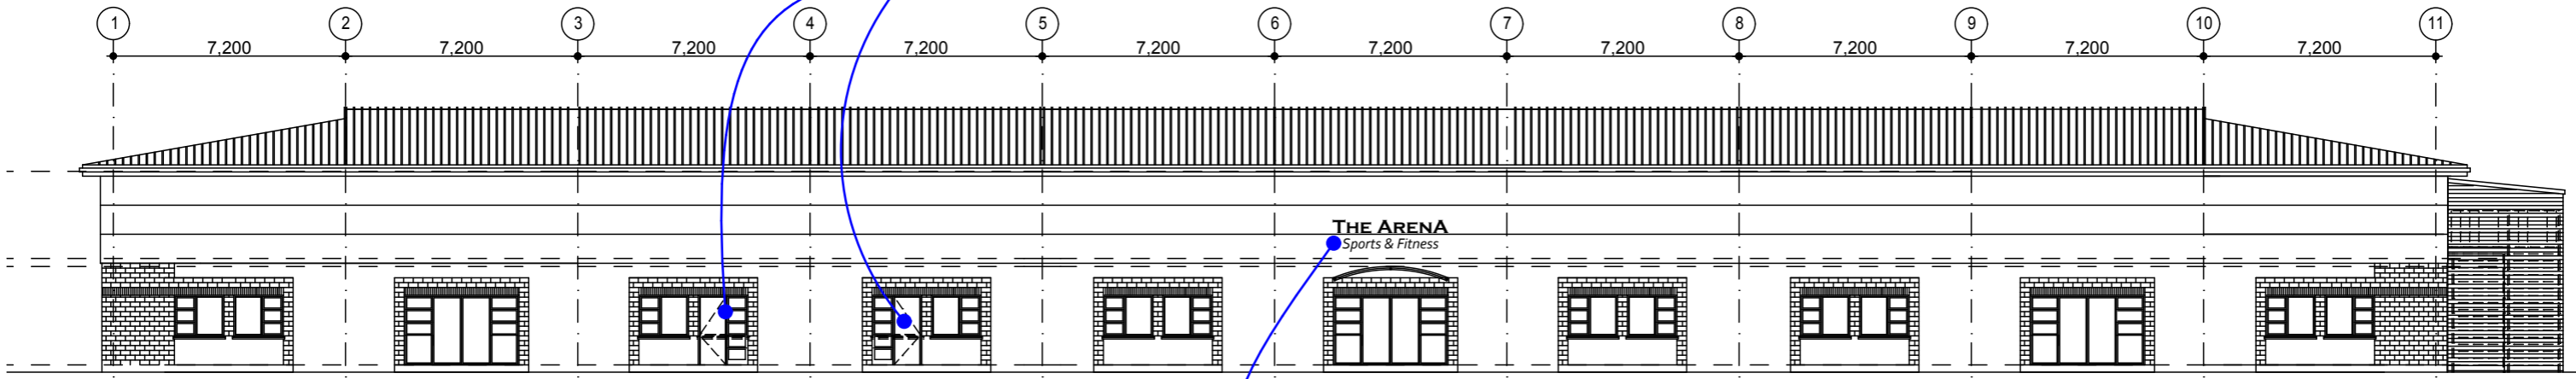 1 2 3 4 5 6 7 8 9 10 11
7,200 7,200 7,200 7,200 7,200 7,200 7,200 7,200 7,200 7,200
THE ARENA
Sports & Fitness